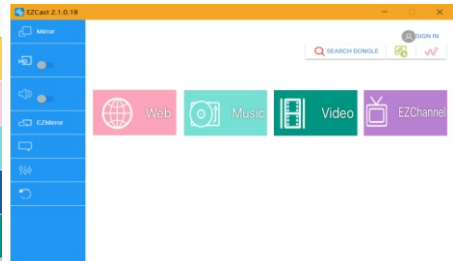 EZCast 2.1.0.18
Mirror
SIGN IN
SEARCH DONGLE
Web
Music
Video
EZChannel
EZMirror